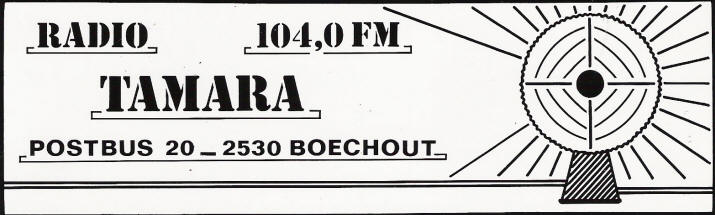 RADIO 104,0 FM
TAMARA
POSTBUS 20 _ 2530 BOECHOUT